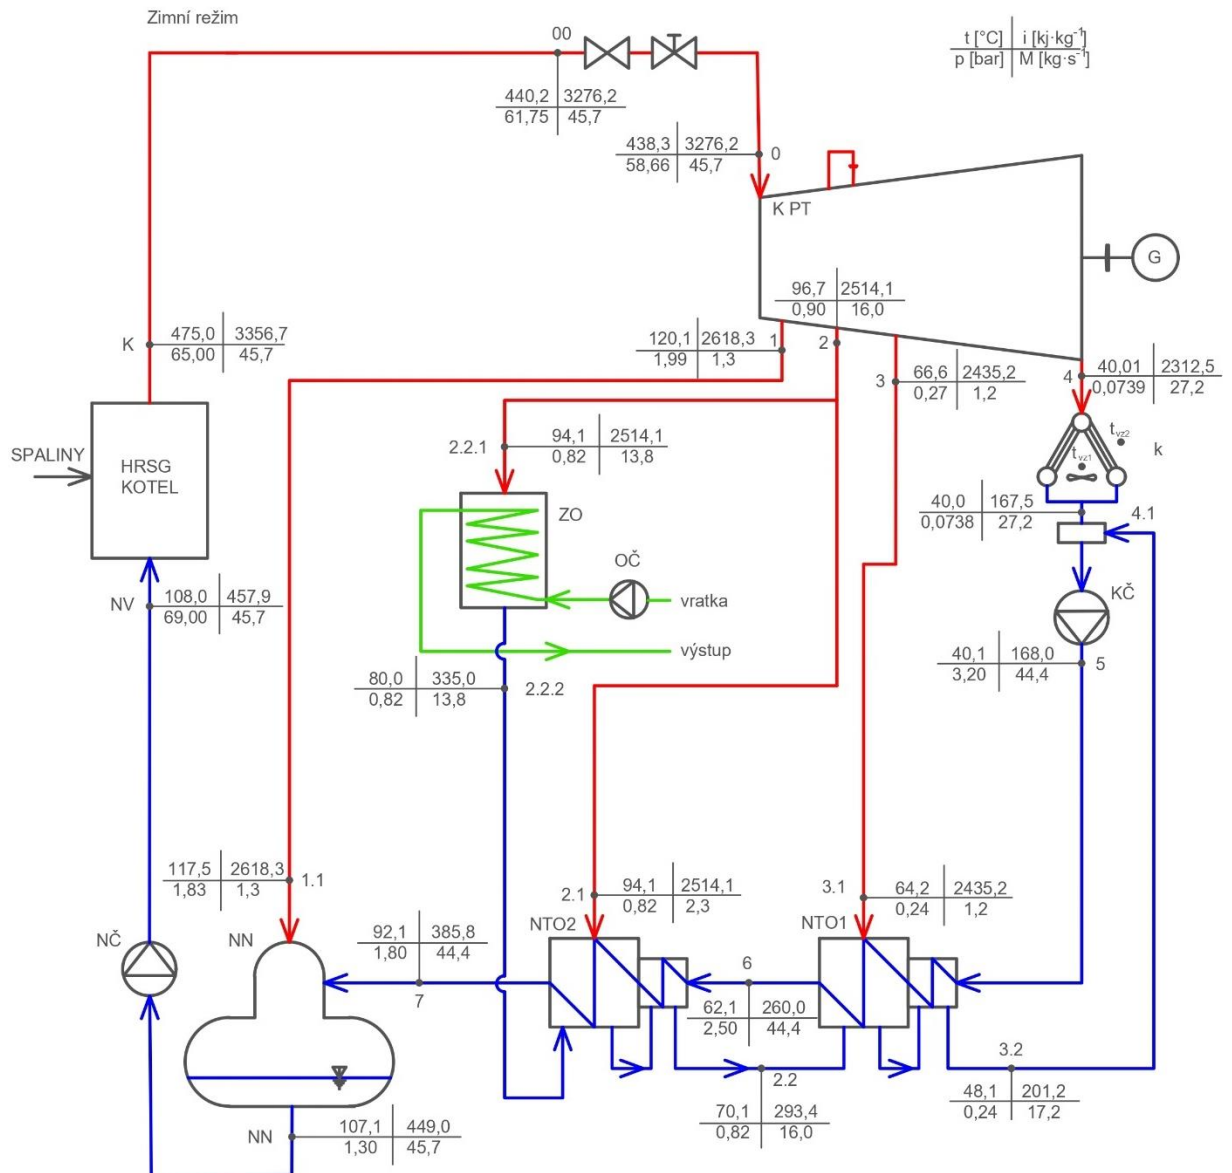 Zimní režim
t [°C] i [kj·kg⁻¹]
p [bar] M [kg·s⁻¹]
00
440,2 3276,2
61,75 45,7
438,3 3276,2
58,66 45,7
0
K PT
G
96,7 2514,1
0,90 16,0
K
475,0 3356,7
65,00 45,7
120,1 2618,3
1,99 1,3
1
2
3
66,6 2435,2
0,27 1,2
4
40,01 2312,5
0,0739 27,2
SPALINY
HRSG
KOTEL
2.2.1
94,1 2514,1
0,82 13,8
tvz2
tvz1
k
ZO
40,0 167,5
0,0738 27,2
4.1
OČ
vratka
výstup
KČ
NV
108,0 457,9
69,00 45,7
40,1 168,0
3,20 44,4
5
80,0 335,0
0,82 13,8
2.2.2
117,5 2618,3
1,83 1,3
1.1
2.1
94,1 2514,1
0,82 2,3
3.1
64,2 2435,2
0,24 1,2
NČ
NN
92,1 385,8
1,80 44,4
7
NTO2
NTO1
6
62,1 260,0
2,50 44,4
2.2
70,1 293,4
0,82 16,0
3.2
48,1 201,2
0,24 17,2
NN
107,1 449,0
1,30 45,7